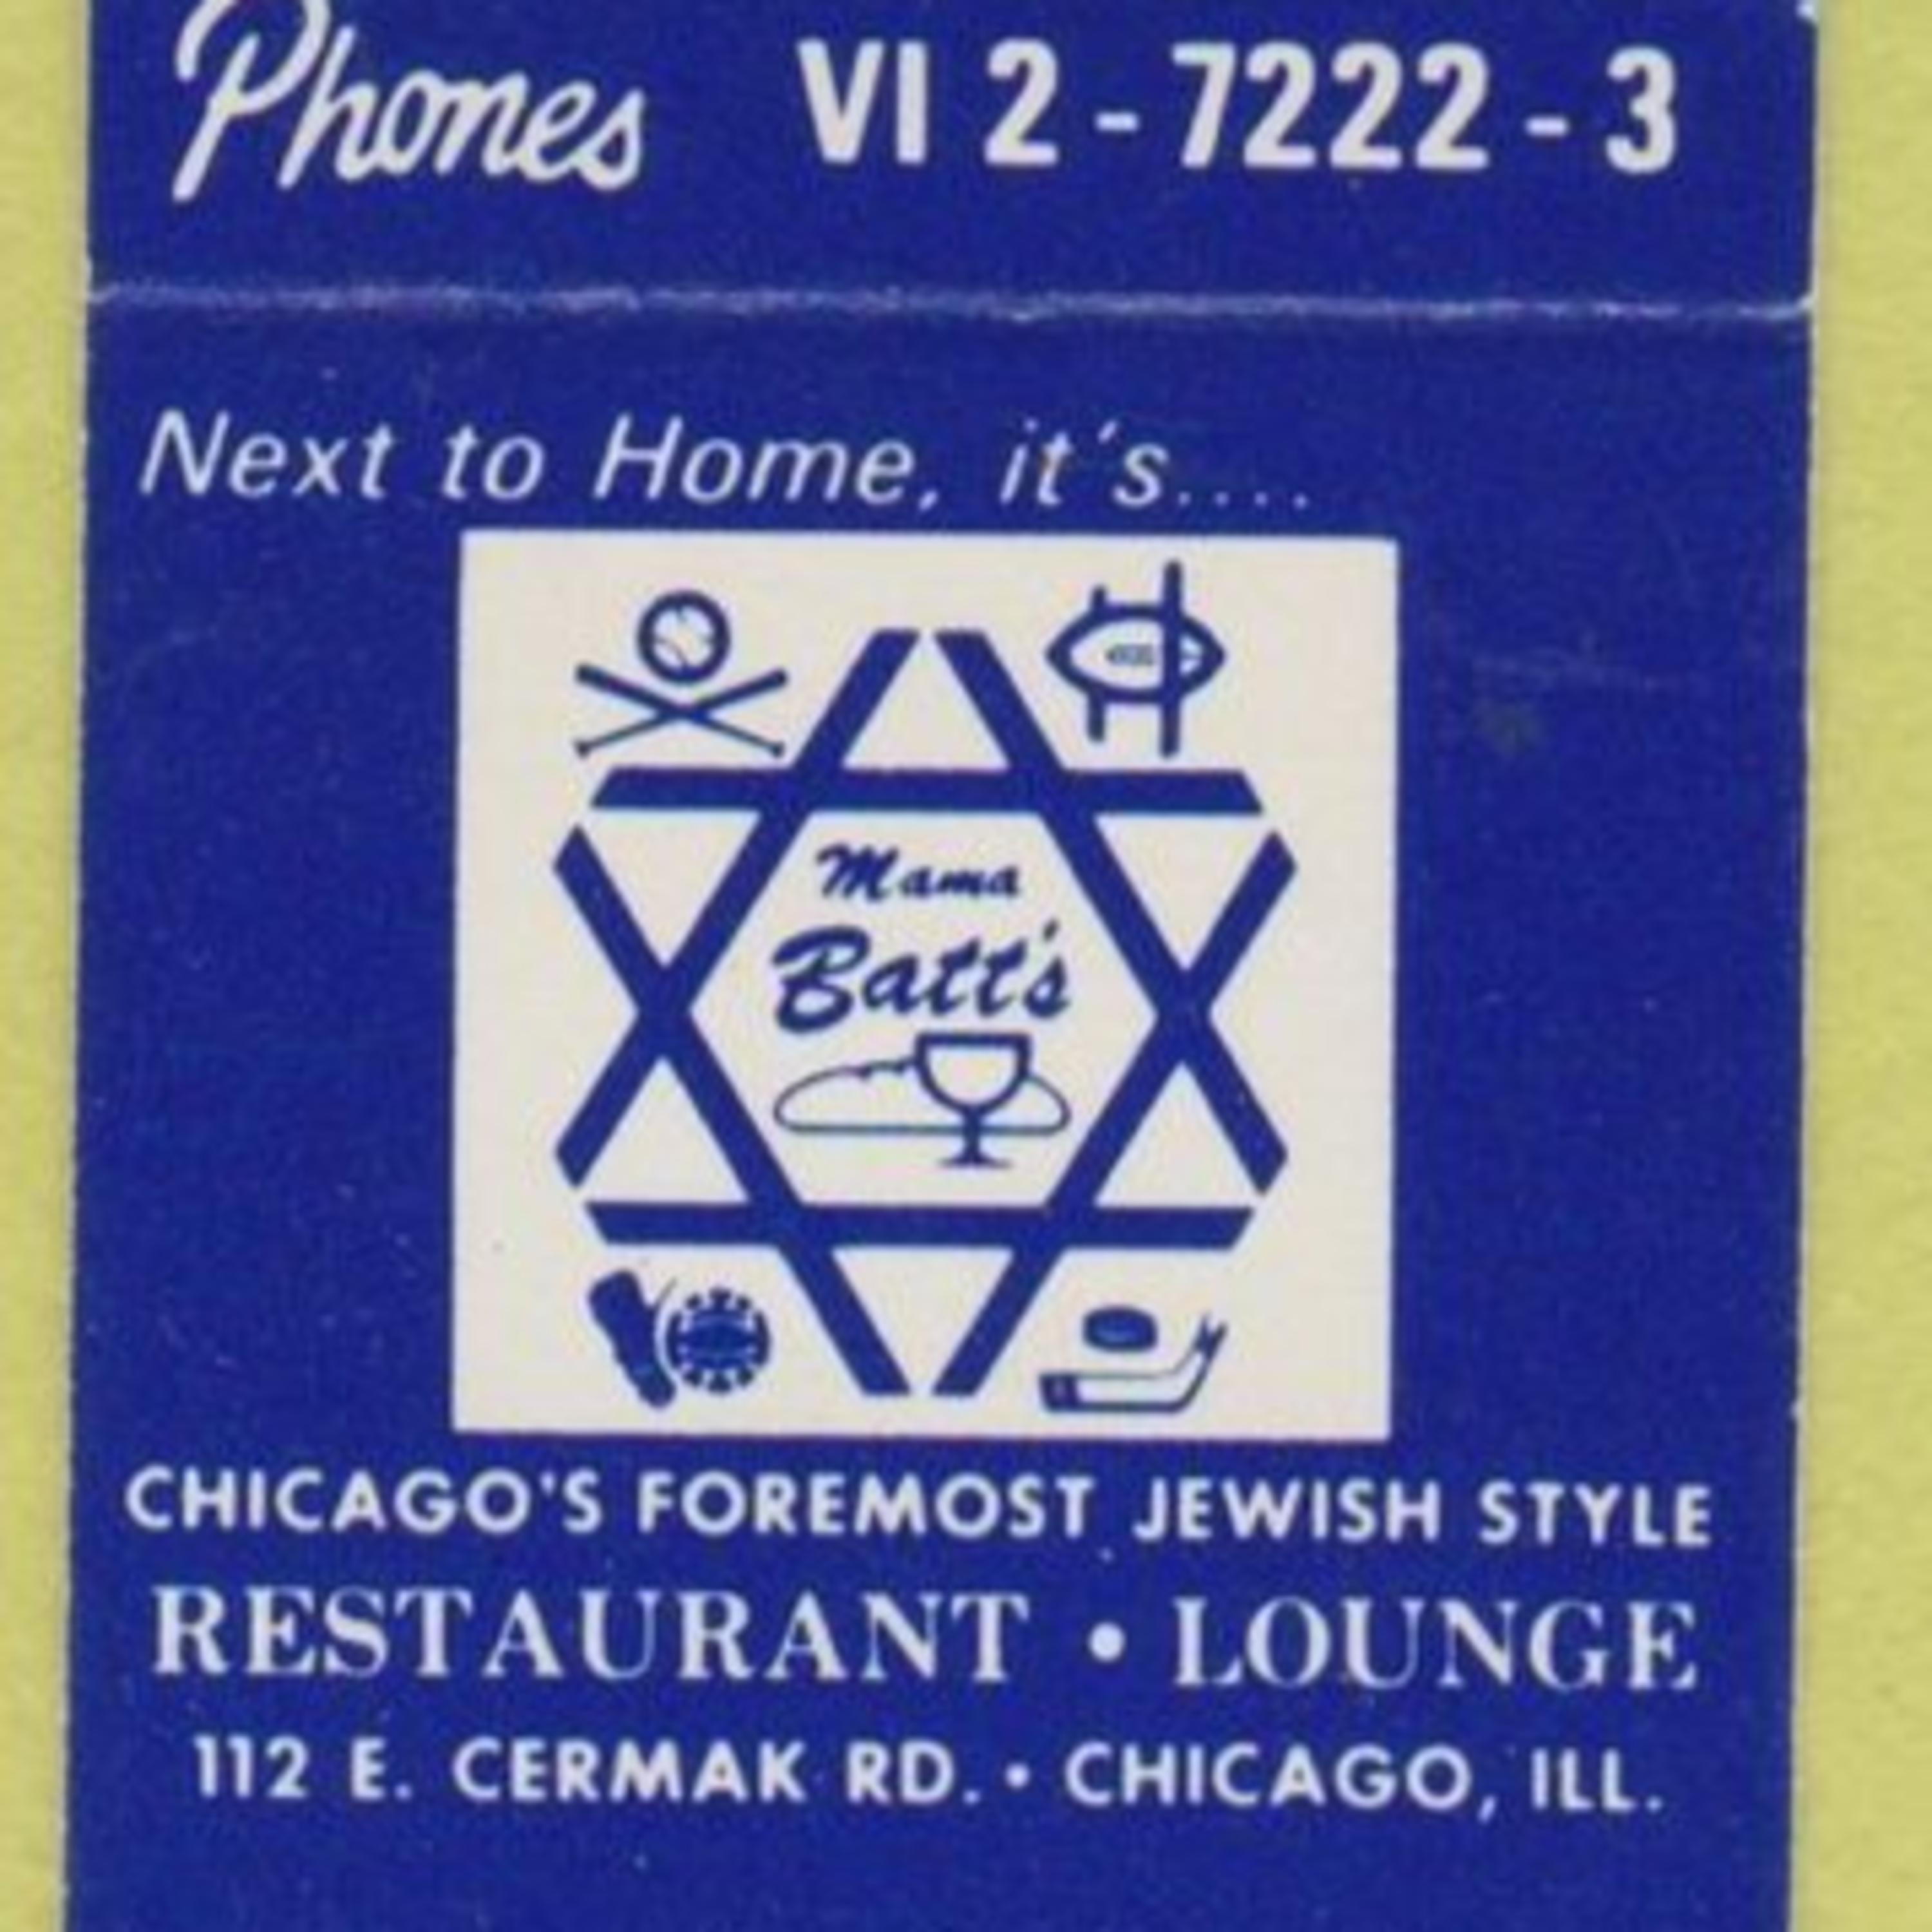 Phones VI 2-7222-3
Next to Home, it's....
Mama
Batt's
CHICAGO'S FOREMOST JEWISH STYLE
RESTAURANT • LOUNGE
112 E. CERMAK RD. • CHICAGO, ILL.